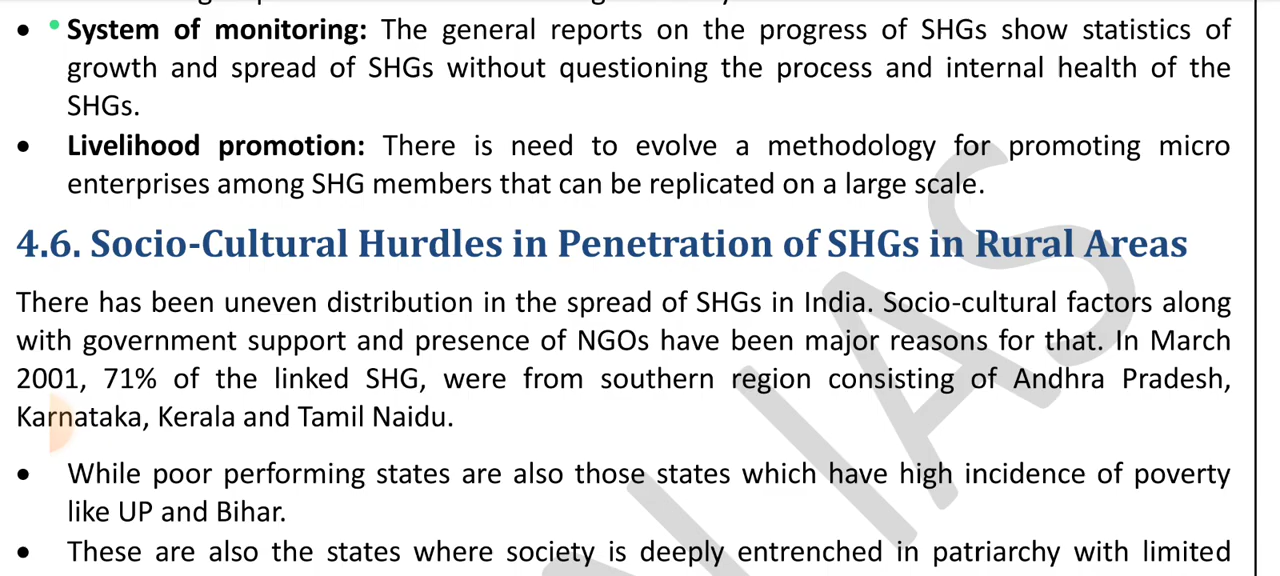 • System of monitoring: The general reports on the progress of SHGs show statistics of
growth and spread of SHGs without questioning the process and internal health of the
SHGs.
• Livelihood promotion: There is need to evolve a methodology for promoting micro
enterprises among SHG members that can be replicated on a large scale.
4.6. Socio-Cultural Hurdles in Penetration of SHGs in Rural Areas
There has been uneven distribution in the spread of SHGs in India. Socio-cultural factors along
with government support and presence of NGOs have been major reasons for that. In March
2001, 71% of the linked SHG, were from southern region consisting of Andhra Pradesh,
Karnataka, Kerala and Tamil Naidu.
• While poor performing states are also those states which have high incidence of poverty
like UP and Bihar.
• These are also the states where society is deeply entrenched in patriarchy with limited
IAS